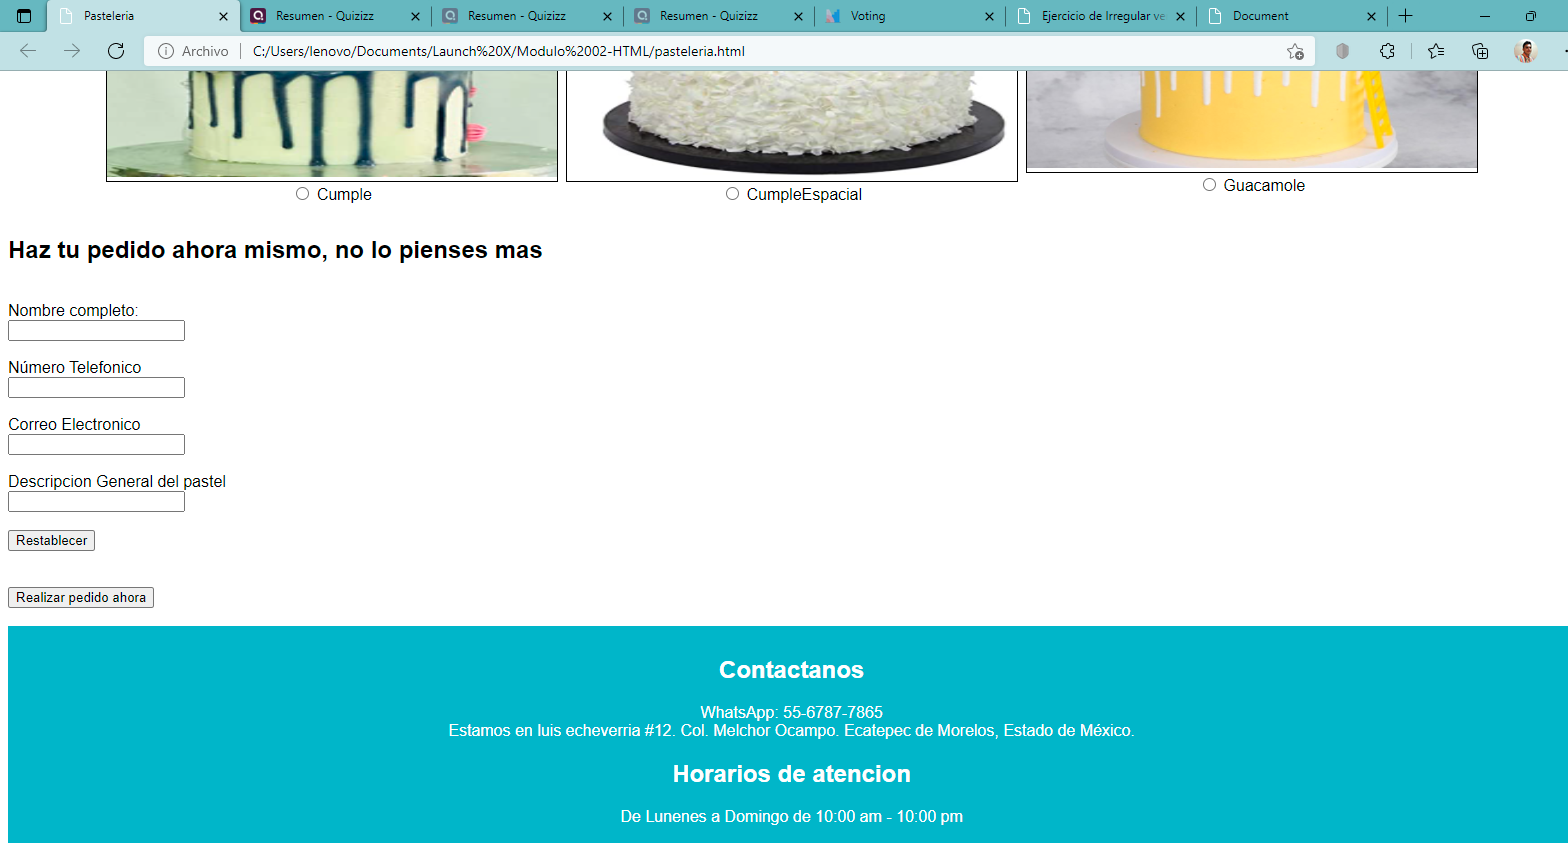 Pasteleria
Resumen - Quizizz
Resumen - Quizizz
Resumen - Quizizz
Voting
Ejercicio de Irregular ve
Document
Archivo
C:/Users/lenovo/Documents/Launch%20X/Modulo%2002-HTML/pasteleria.html
Cumple
CumpleEspacial
Guacamole
Haz tu pedido ahora mismo, no lo pienses mas
Nombre completo:
Número Telefonico
Correo Electronico
Descripcion General del pastel
Restablecer
Realizar pedido ahora
Contactanos
WhatsApp: 55-6787-7865
Estamos en luis echeverria #12. Col. Melchor Ocampo. Ecatepec de Morelos, Estado de México.
Horarios de atencion
De Lunenes a Domingo de 10:00 am - 10:00 pm